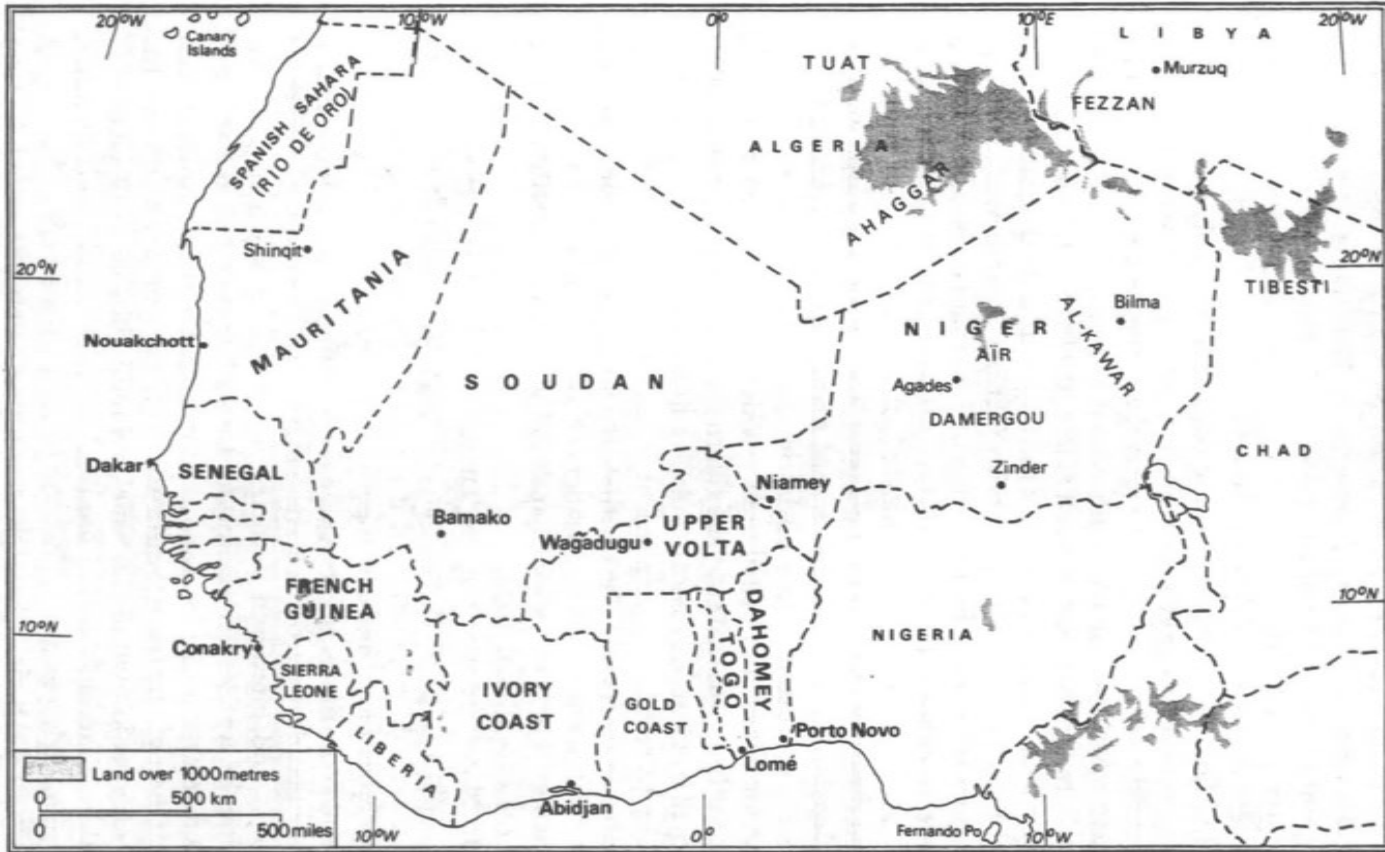 20°W
10°W
0°
10°E
20°W
Canary
Islands
LIBYA
Murzuq
TUAT
FEZZAN
SPANISH SAHARA
(RIO DE ORO)
ALGERIA
AHAGGAR
Shinqit
20°N
20°N
TIBESTI
MAURITANIA
Bilma
AL-KAWAR
NIGER
AÏR
Nouakchott
Agades
SOUDAN
DAMERGOU
CHAD
Dakar
SENEGAL
Zinder
Niamey
Bamako
UPPER
VOLTA
Wagadugu
FRENCH
GUINEA
DAHOMEY
10°N
10°N
NIGERIA
Conakry
SIERRA
LEONE
TOGO
IVORY
COAST
GOLD
COAST
LIBERIA
Porto Novo
Lomé
Land over 1000 metres
0 500 km
0 500 miles
Abidjan
10°W
0°
Fernando Po
10°W